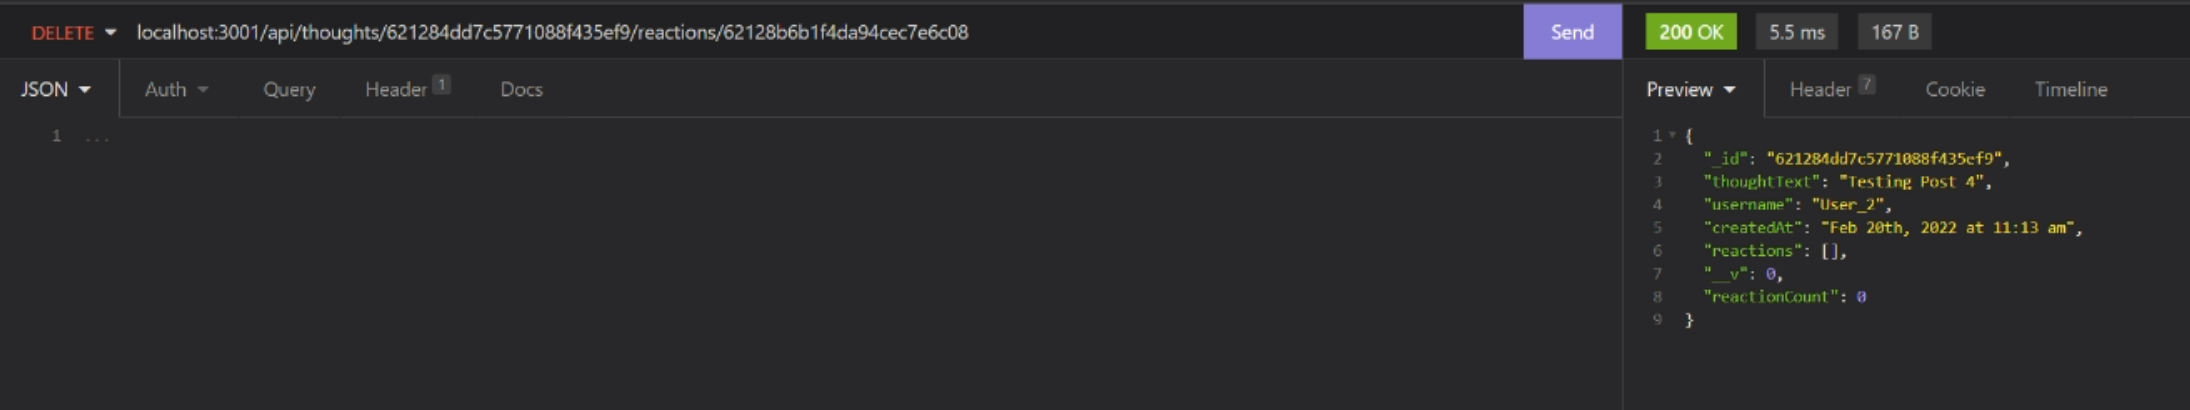 DELETE localhost:3001/api/thoughts/621284dd7c5771088f435ef9/reactions/62128b6b1f4da94cec7e6c08 Send 200 OK 5.5 ms 167 B
JSON Auth Query Header 1 Docs Preview Header 7 Cookie Timeline
1 ...
1 {
2 "_id": "621284dd7c5771088f435ef9",
3 "thoughtText": "Testing Post 4",
4 "username": "User_2",
5 "createdAt": "Feb 20th, 2022 at 11:13 am",
6 "reactions": [],
7 "__v": 0,
8 "reactionCount": 0
9 }